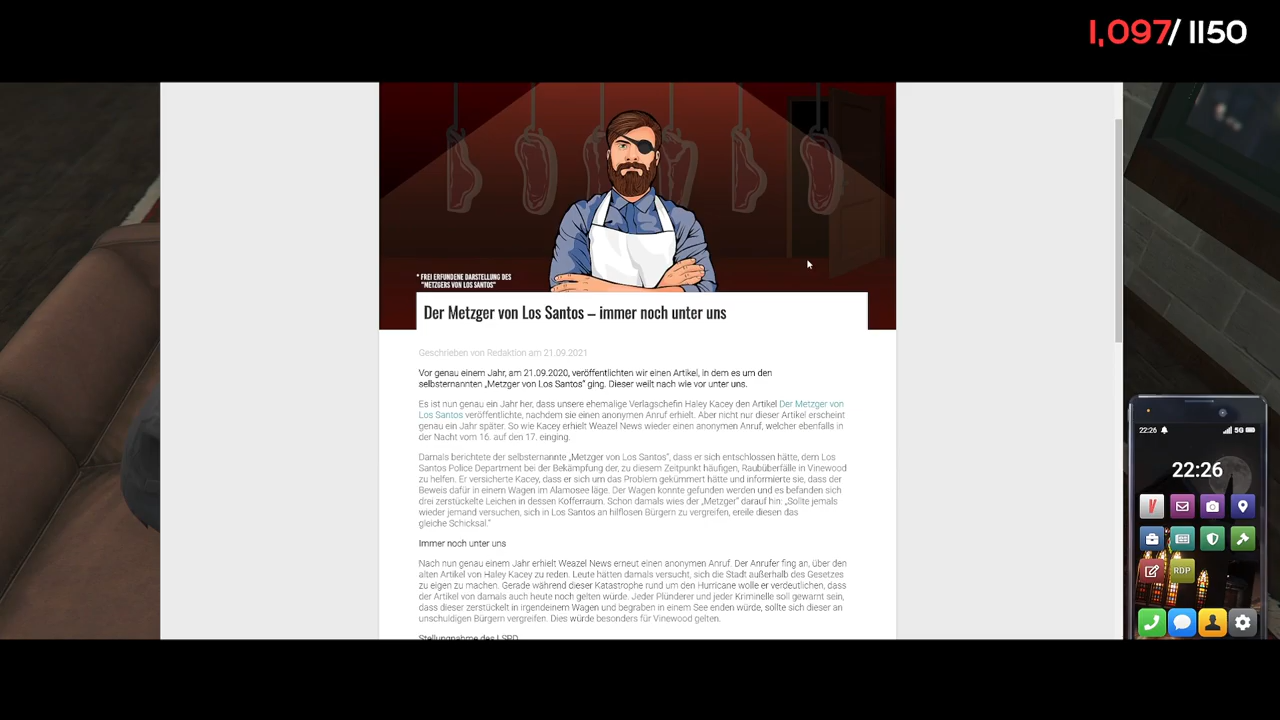 1,097/ 1150
* FREI ERFUNDENE DARSTELLUNG DES
"METZGERS VON LOS SANTOS"
Der Metzger von Los Santos – immer noch unter uns
Geschrieben von Redaktion am 21.09.2021
Vor genau einem Jahr, am 21.09.2020, veröffentlichten wir einen Artikel, in dem es um den
selbsternannten „Metzger von Los Santos" ging. Dieser weilt nach wie vor unter uns.
Es ist nun genau ein Jahr her, dass unsere ehemalige Verlagschefin Haley Kacey den Artikel Der Metzger von
Los Santos veröffentlichte, nachdem sie einen anonymen Anruf erhielt. Aber nicht nur dieser Artikel erscheint
genau ein Jahr später. So wie Kacey erhielt Weazel News wieder einen anonymen Anruf, welcher ebenfalls in
der Nacht vom 16. auf den 17. einging.
Damals berichtete der selbsternannte „Metzger von Los Santos", dass er sich entschlossen hätte, dem Los
Santos Police Department bei der Bekämpfung der, zu diesem Zeitpunkt häufigen, Raubüberfälle in Vinewood
zu helfen. Er versicherte Kacey, dass er sich um das Problem gekümmert hätte und informierte sie, dass der
Beweis dafür in einem Wagen im Alamosee läge. Der Wagen konnte gefunden werden und es befanden sich
drei zerstückelte Leichen in dessen Kofferraum. Schon damals wies der „Metzger" darauf hin: „Sollte jemals
wieder jemand versuchen, sich in Los Santos an hilflosen Bürgern zu vergreifen, ereile diesen das
gleiche Schicksal."
Immer noch unter uns
Nach nun genau einem Jahr erhielt Weazel News erneut einen anonymen Anruf. Der Anrufer fing an, über den
alten Artikel von Haley Kacey zu reden. Leute hätten damals versucht, sich die Stadt außerhalb des Gesetzes
zu eigen zu machen. Gerade während dieser Katastrophe rund um den Hurricane wolle er verdeutlichen, dass
der Artikel von damals auch heute noch gelten würde. Jeder Plünderer und jeder Kriminelle soll gewarnt sein,
dass dieser zerstückelt in irgendeinem Wagen und begraben in einem See enden würde, sollte sich dieser an
unschuldigen Bürgern vergreifen. Dies würde besonders für Vinewood gelten.
Stellungnahme des LSPD
22:26
5G
22:26
RDP